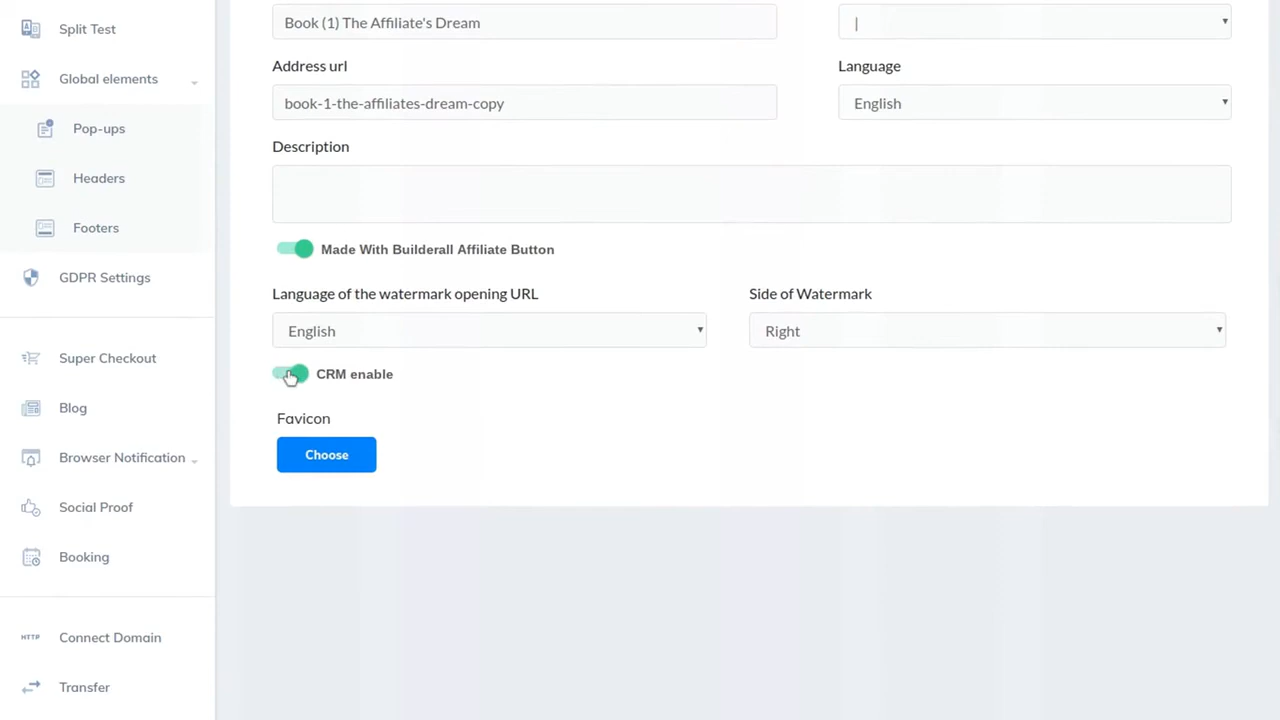 Split Test
Global elements
Pop-ups
Headers
Footers
GDPR Settings
Super Checkout
Blog
Browser Notification
Social Proof
Booking
HTTP Connect Domain
Transfer
Book (1) The Affiliate's Dream
|
Address url
Language
book-1-the-affiliates-dream-copy
English
Description
Made With Builderall Affiliate Button
Language of the watermark opening URL
Side of Watermark
English
Right
CRM enable
Favicon
Choose